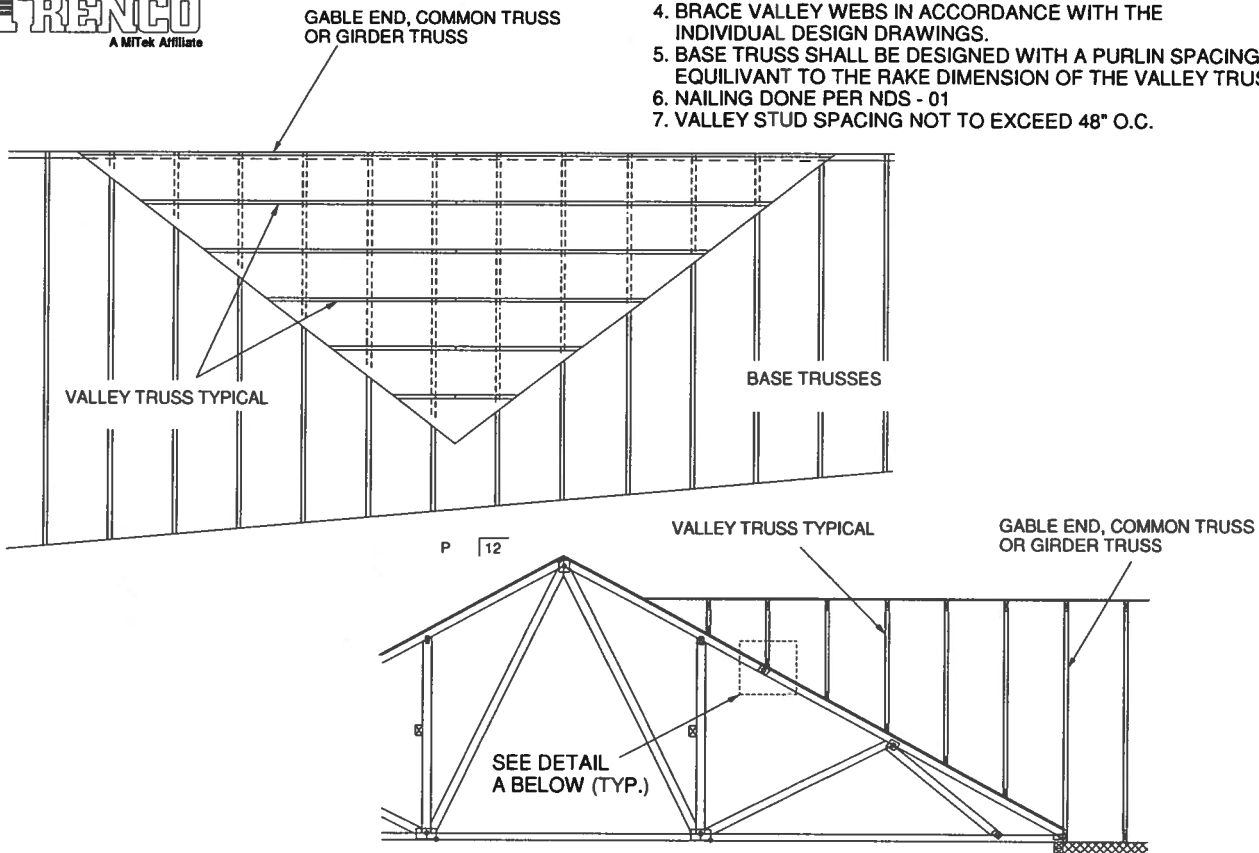 TRENCO
A MiTek Affiliate
GABLE END, COMMON TRUSS
OR GIRDER TRUSS
4. BRACE VALLEY WEBS IN ACCORDANCE WITH THE
INDIVIDUAL DESIGN DRAWINGS.
5. BASE TRUSS SHALL BE DESIGNED WITH A PURLIN SPACING
EQUILIVANT TO THE RAKE DIMENSION OF THE VALLEY
6. NAILING DONE PER NDS - 01
7. VALLEY STUD SPACING NOT TO EXCEED 48" O.C.
VALLEY TRUSS TYPICAL
BASE TRUSSES
P 12
VALLEY TRUSS TYPICAL
GABLE END, COMMON TRUSS
OR GIRDER TRUSS
SEE DETAIL
A BELOW (TYP.)